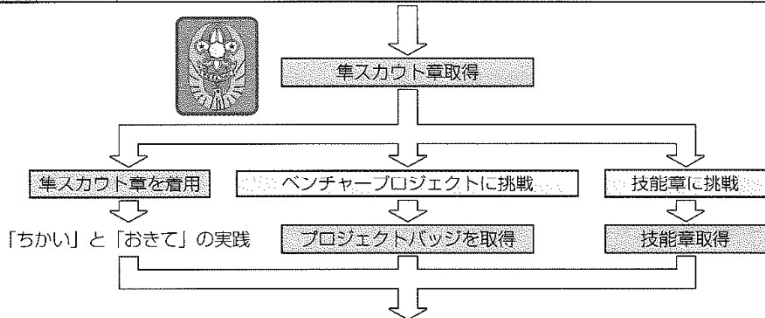 隼スカウト章取得
隼スカウト章を着用
ベンチャープロジェクトに挑戦
技能章に挑戦
「ちかい」と「おきて」の実践
プロジェクトバッジを取得
技能章取得